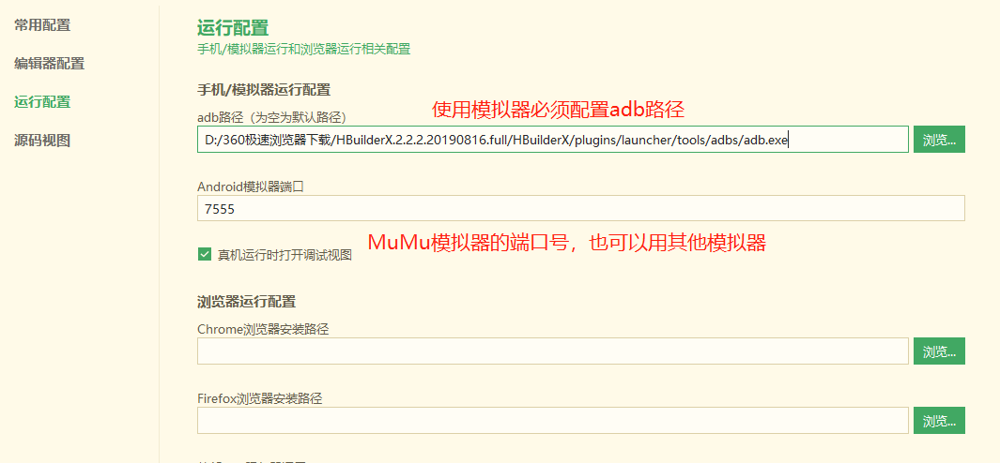 常用配置
编辑器配置
运行配置
源码视图
运行配置
手机/模拟器运行和浏览器运行相关配置
手机/模拟器运行配置
使用模拟器必须配置adb路径
adb路径（为空为默认路径）
D:/360极速浏览器下载/HBuilderX.2.2.2.20190816.full/HBuilderX/plugins/launcher/tools/adbs/adb.exe
浏览...
Android模拟器端口
7555
MuMu模拟器的端口号，也可以用其他模拟器
真机运行时打开调试视图
浏览器运行配置
Chrome浏览器安装路径
浏览...
Firefox浏览器安装路径
浏览...